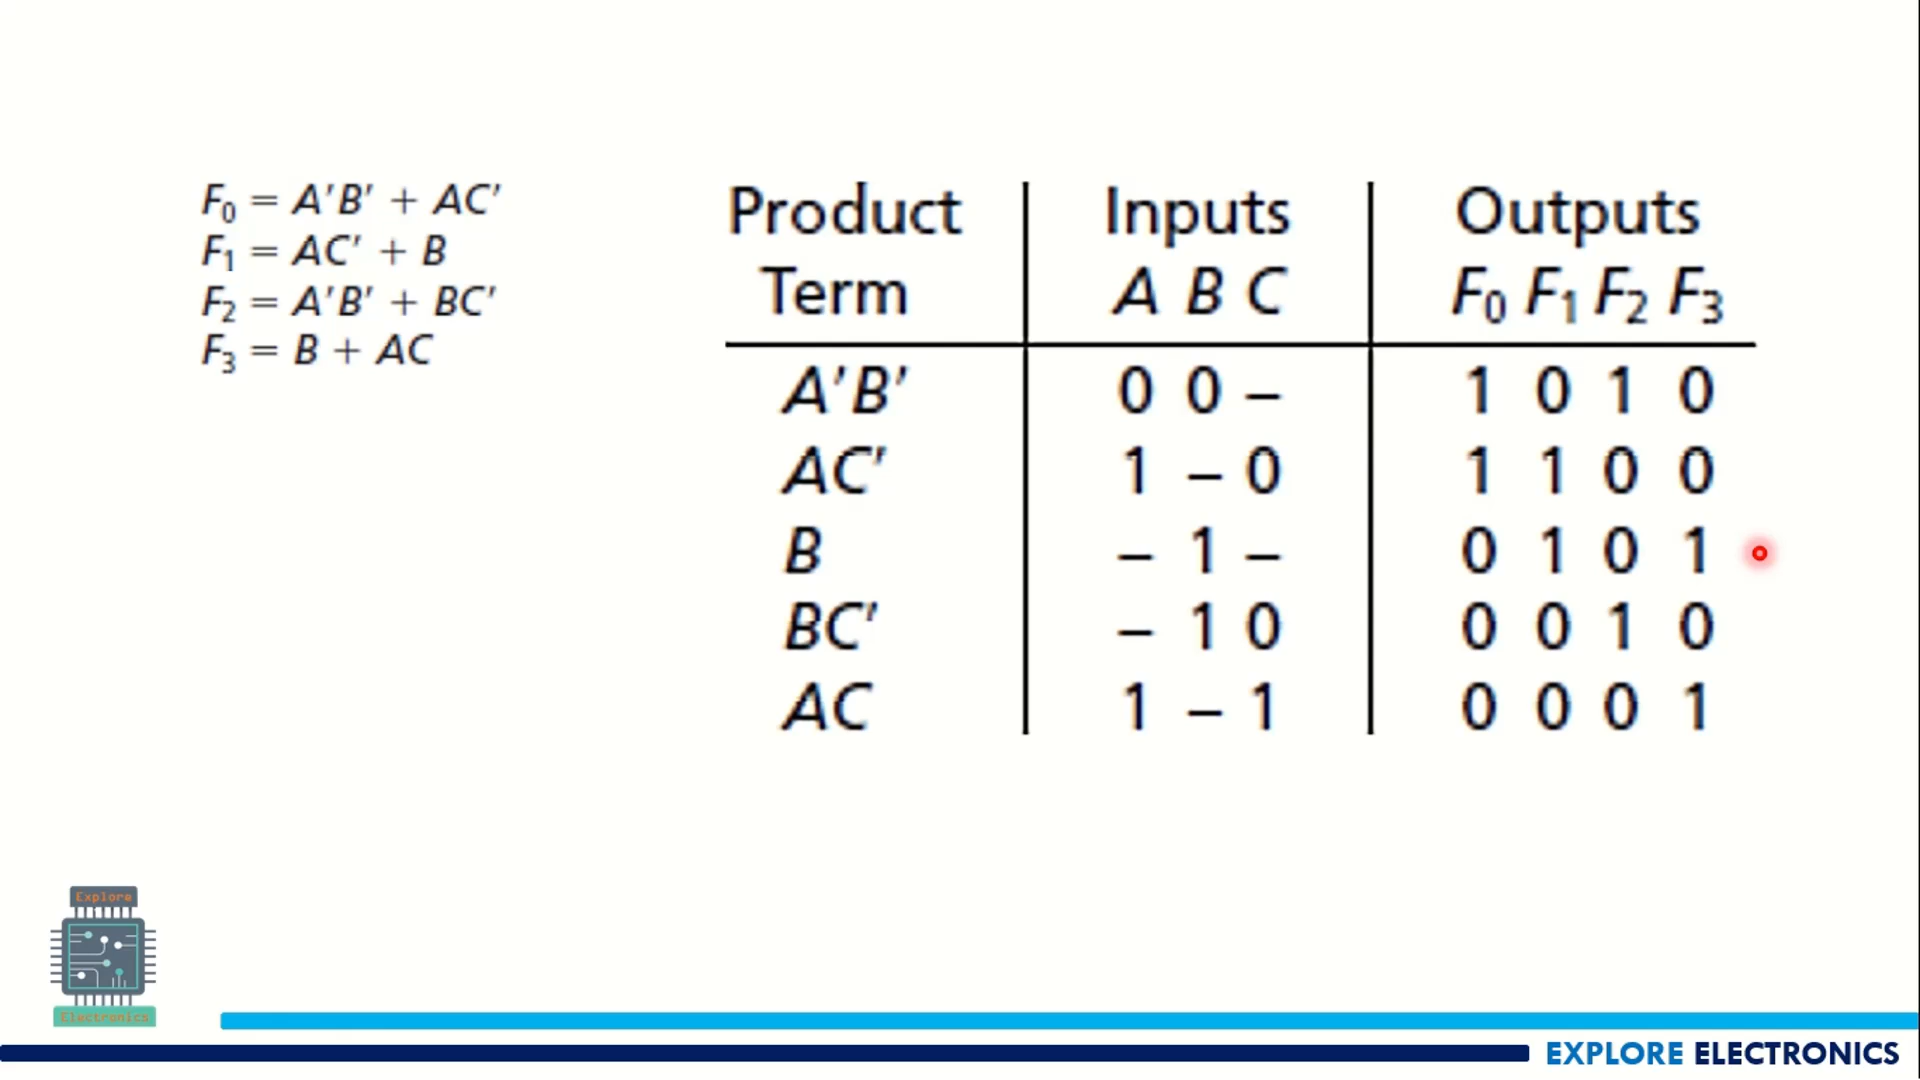 F₀ = A′B′ + AC′
F₁ = AC′ + B
F₂ = A′B′ + BC′
F₃ = B + AC
Product | Inputs | Outputs
Term | A B C | F₀ F₁ F₂ F₃
A′B′ | 0 0 – | 1 0 1 0
AC′ | 1 – 0 | 1 1 0 0
B | – 1 – | 0 1 0 1
BC′ | – 1 0 | 0 0 1 0
AC | 1 – 1 | 0 0 0 1
Explore
Electronics
EXPLORE ELECTRONICS